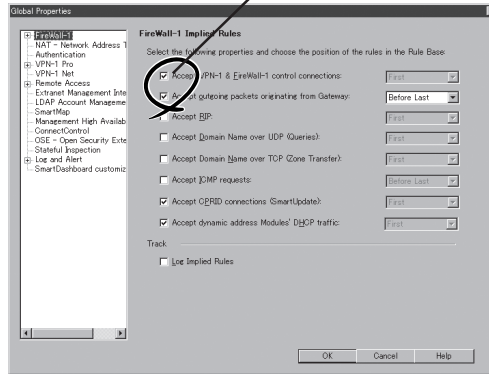 Global Properties
FireWall-1
NAT - Network Address T
Authentication
VPN-1 Pro
VPN-1 Net
Remote Access
Extranet Management Inte
LDAP Account Manageme
SmartMap
Management High Availab
ConnectControl
OSE - Open Security Exte
Stateful Inspection
Log and Alert
SmartDashboard customiz
FireWall-1 Implied Rules
Select the following properties and choose the position of the rules in the Rule Base:
Accept VPN-1 & FireWall-1 control connections: First
Accept outgoing packets originating from Gateway: Before Last
Accept RIP: First
Accept Domain Name over UDP (Queries): First
Accept Domain Name over TCP (Zone Transfer): First
Accept ICMP requests: Before Last
Accept CPRID connections (SmartUpdate): First
Accept dynamic address Modules' DHCP traffic: First
Track
Log Implied Rules
OK Cancel Help